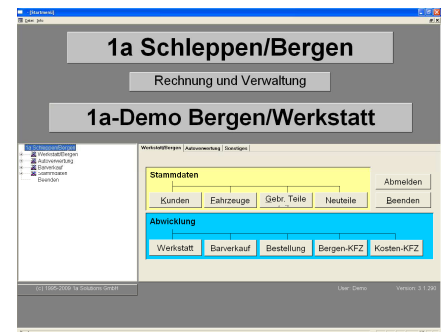 [Startmenü]
Datei Info
1a Schleppen/Bergen
Rechnung und Verwaltung
1a-Demo Bergen/Werkstatt
1a Schleppen/Bergen
Werkstatt/Bergen
Autoverwertung
Barverkauf
Stammdaten
Beenden
Werkstatt/Bergen Autoverwertung Sonstiges
Stammdaten
Kunden Fahrzeuge Gebr. Teile Neuteile
Abmelden
Beenden
Abwicklung
Werkstatt Barverkauf Bestellung Bergen-KFZ Kosten-KFZ
(c) 1995-2009 1a Solutions GmbH User: Demo Version: 3.1.290